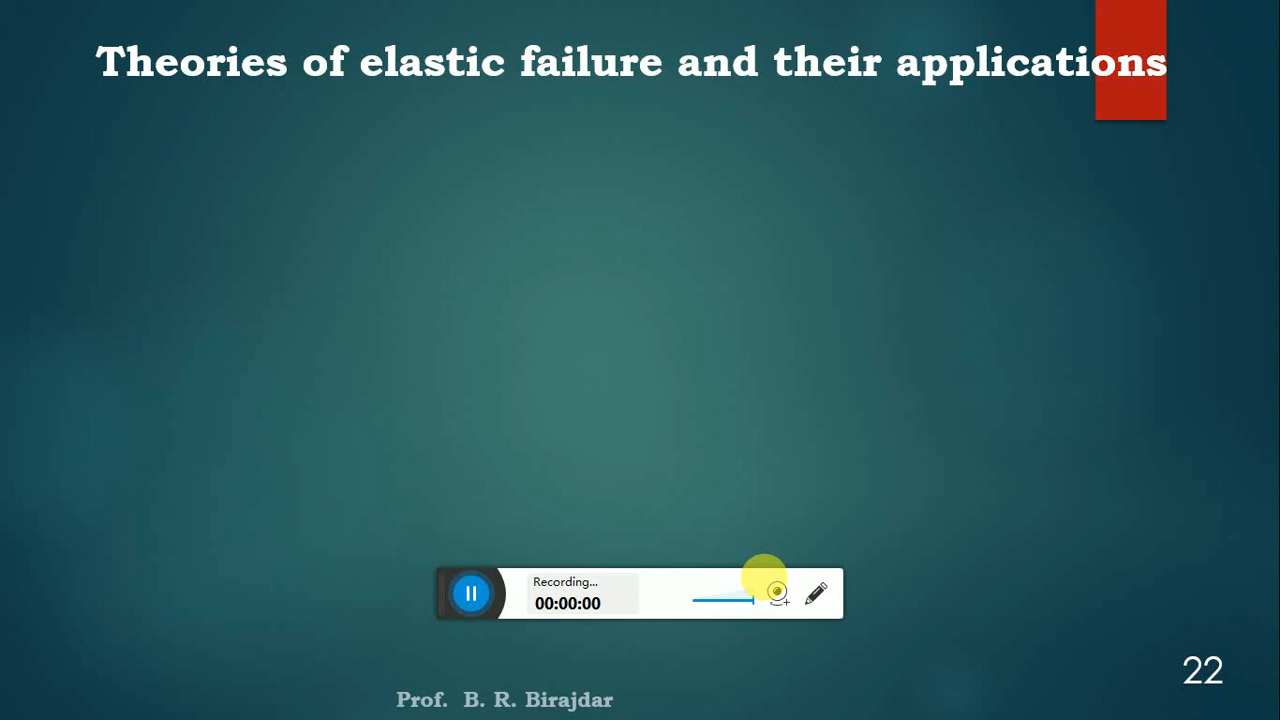 Theories of elastic failure and their applications
Recording...
00:00:00
22
Prof. B. R. Birajdar